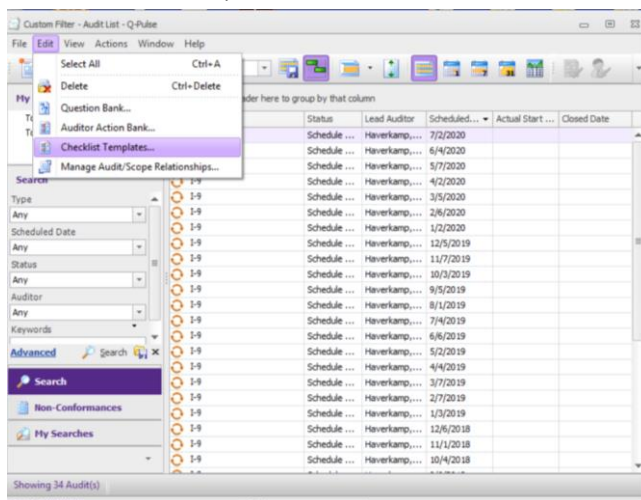 Custom Filter - Audit List - Q-Pulse
File Edit View Actions Window Help
Select All Ctrl+A
Delete Ctrl+Delete
Question Bank...
Auditor Action Bank...
Checklist Templates...
Manage Audit/Scope Relationships...
My
ader here to group by that column
Status Lead Auditor Scheduled... Actual Start ... Closed Date
Schedule ... Haverkamp,... 7/2/2020
Schedule ... Haverkamp,... 6/4/2020
Schedule ... Haverkamp,... 5/7/2020
I-9 Schedule ... Haverkamp,... 4/2/2020
I-9 Schedule ... Haverkamp,... 3/5/2020
I-9 Schedule ... Haverkamp,... 2/6/2020
I-9 Schedule ... Haverkamp,... 1/2/2020
I-9 Schedule ... Haverkamp,... 12/5/2019
I-9 Schedule ... Haverkamp,... 11/7/2019
I-9 Schedule ... Haverkamp,... 10/3/2019
I-9 Schedule ... Haverkamp,... 9/5/2019
I-9 Schedule ... Haverkamp,... 8/1/2019
I-9 Schedule ... Haverkamp,... 7/4/2019
I-9 Schedule ... Haverkamp,... 6/6/2019
I-9 Schedule ... Haverkamp,... 5/2/2019
I-9 Schedule ... Haverkamp,... 4/4/2019
I-9 Schedule ... Haverkamp,... 3/7/2019
I-9 Schedule ... Haverkamp,... 2/7/2019
I-9 Schedule ... Haverkamp,... 1/3/2019
I-9 Schedule ... Haverkamp,... 12/6/2018
I-9 Schedule ... Haverkamp,... 11/1/2018
I-9 Schedule ... Haverkamp,... 10/4/2018
Search
Type
Any
Scheduled Date
Any
Status
Any
Auditor
Any
Keywords
Advanced Search
Search
Non-Conformances
My Searches
Showing 34 Audit(s)